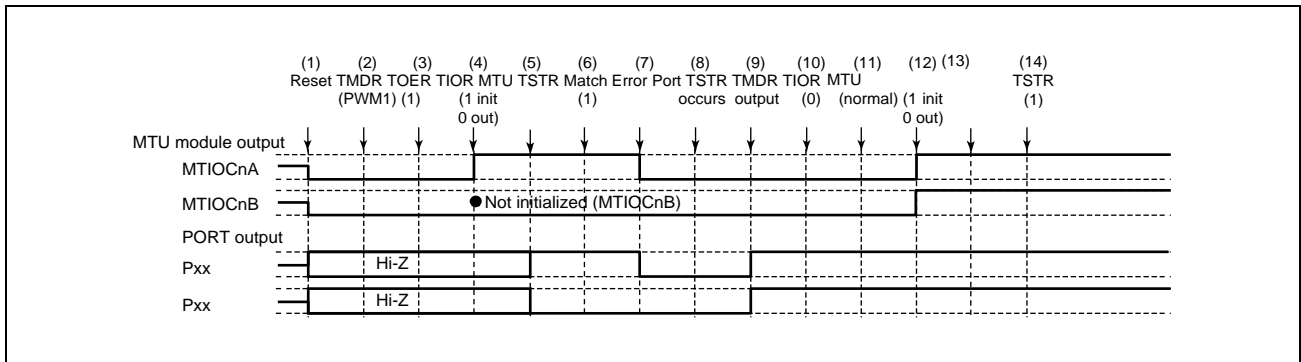 (1) (2) (3) (4) (5) (6) (7) (8) (9) (10) (11) (12) (13) (14)
Reset TMDR TOER TIOR MTU TSTR Match Error Port TSTR TMDR TIOR MTU TSTR
(PWM1) (1) (1 init (1) occurs output (0) (normal) (1 init (1)
0 out) 0 out)
MTU module output
MTIOCnA
MTIOCnB
Not initialized (MTIOCnB)
PORT output
Pxx
Hi-Z
Pxx
Hi-Z